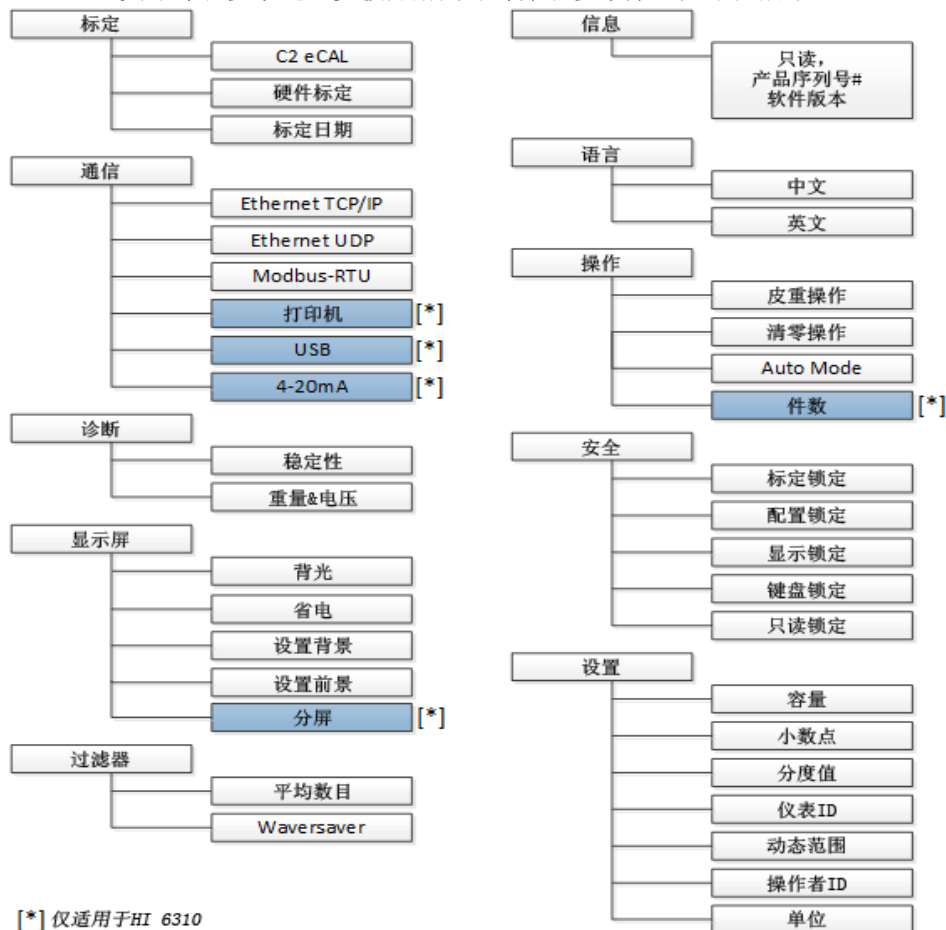 标定
C2 eCAL
硬件标定
标定日期
通信
Ethernet TCP/IP
Ethernet UDP
Modbus-RTU
打印机 [*]
USB [*]
4-20mA [*]
诊断
稳定性
重量&电压
显示屏
背光
省电
设置背景
设置前景
分屏 [*]
过滤器
平均数目
Waversaver
[*] 仅适用于HI 6310
信息
只读，
产品序列号#
软件版本
语言
中文
英文
操作
皮重操作
清零操作
Auto Mode
件数 [*]
安全
标定锁定
配置锁定
显示锁定
键盘锁定
只读锁定
设置
容量
小数点
分度值
仪表ID
动态范围
操作者ID
单位